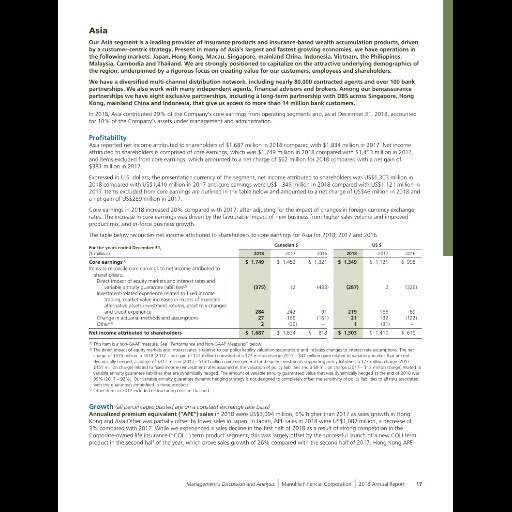 Asia
Our Asia segment is a leading provider of insurance products and insurance-based wealth accumulation products, driven
by a customer-centric strategy. Present in many of Asia's largest and fastest growing economies, we have operations in
the following markets: Japan, Hong Kong, Macau, Singapore, mainland China, Indonesia, Vietnam, the Philippines,
Malaysia, Cambodia and Thailand. We are strongly positioned to capitalize on the attractive underlying demographics of
the region, underpinned by a rigorous focus on creating value for our customers, employees and shareholders.
We have a diversified multi-channel distribution network, including nearly 80,000 contracted agents and over 100 bank
partnerships. We also work with many independent agents, financial advisors and brokers. Among our bancassurance
partnerships we have eight exclusive partnerships, including a long-term partnership with DBS across Singapore, Hong
Kong, mainland China and Indonesia, that give us access to more than 14 million bank customers.
In 2018, Asia contributed 29% of the Company's core earnings from operating segments and, as at December 31, 2018, accounted
for 10% of the Company's assets under management and administration.
Profitability
Asia reported net income attributed to shareholders of $1,687 million in 2018 compared with $1,834 million in 2017. Net income
attributed to shareholders is comprised of core earnings, which was $1,749 million in 2018 compared with $1,453 million in 2017,
and items excluded from core earnings, which amounted to a net charge of $62 million for 2018 compared with a net gain of
$381 million in 2017.
Expressed in U.S. dollars, the presentation currency of the segment, net income attributed to shareholders was US$1,303 million in
2018 compared with US$1,410 million in 2017 and core earnings were US$1,349 million in 2018 compared with US$1,121 million in
2017. Items excluded from core earnings are outlined in the table below and amounted to a net charge of US$46 million in 2018 and
a net gain of US$289 million in 2017.
Core earnings in 2018 increased 20% compared with 2017, after adjusting for the impact of changes in foreign currency exchange
rates. The increase in core earnings was driven by the favourable impact of new business from higher sales volume and improved
product mix, and in-force business growth.
The table below reconciles net income attributed to shareholders to core earnings for Asia for 2018, 2017 and 2016.
Canadian $ US $
For the years ended December 31,
($ millions) 2018 2017 2016 2018 2017 2016
Core earnings(1) $ 1,749 $ 1,453 $ 1,321 $ 1,349 $ 1,121 $ 998
Items to reconcile core earnings to net income attributed to
shareholders:
Direct impact of equity markets and interest rates and
variable annuity guarantee liabilities(2) (375) 12 (287) 2
Investment-related experience related to fixed income
trading, market value increases in excess of expected
alternative assets investment returns, asset mix changes
and credit experience 284 242 91 219 186 69
Change in actuarial methods and assumptions 27 166 21 132
Other(3) 2 1 –
Net income attributed to shareholders $ 1,687 $ 1,834 $ 818 $ 1,303 $ 1,410 $ 615
(1) This item is a non-GAAP measure. See "Performance and Non-GAAP Measures" below.
Growth (all percentages quoted are on a constant exchange rate basis)
Annualized premium equivalent ("APE") sales in 2018 were US$3,094 million, 6% higher than 2017 as sales growth in Hong
Kong and Asia Other was partially offset by lower sales in Japan. In Japan, APE sales in 2018 were US$1,087 million, a decrease of
3% compared with 2017. While we experienced a sales decline in the first half of 2018 as a result of strong competition in the
Corporate-owned life insurance ("COLI") term product segment, this was largely offset by the successful launch of a new COLI term
product in the second half of the year, which drove sales growth of 26% compared with the second half of 2017. Hong Kong APE
Management's Discussion and Analysis | Manulife Financial Corporation | 2018 Annual Report 17